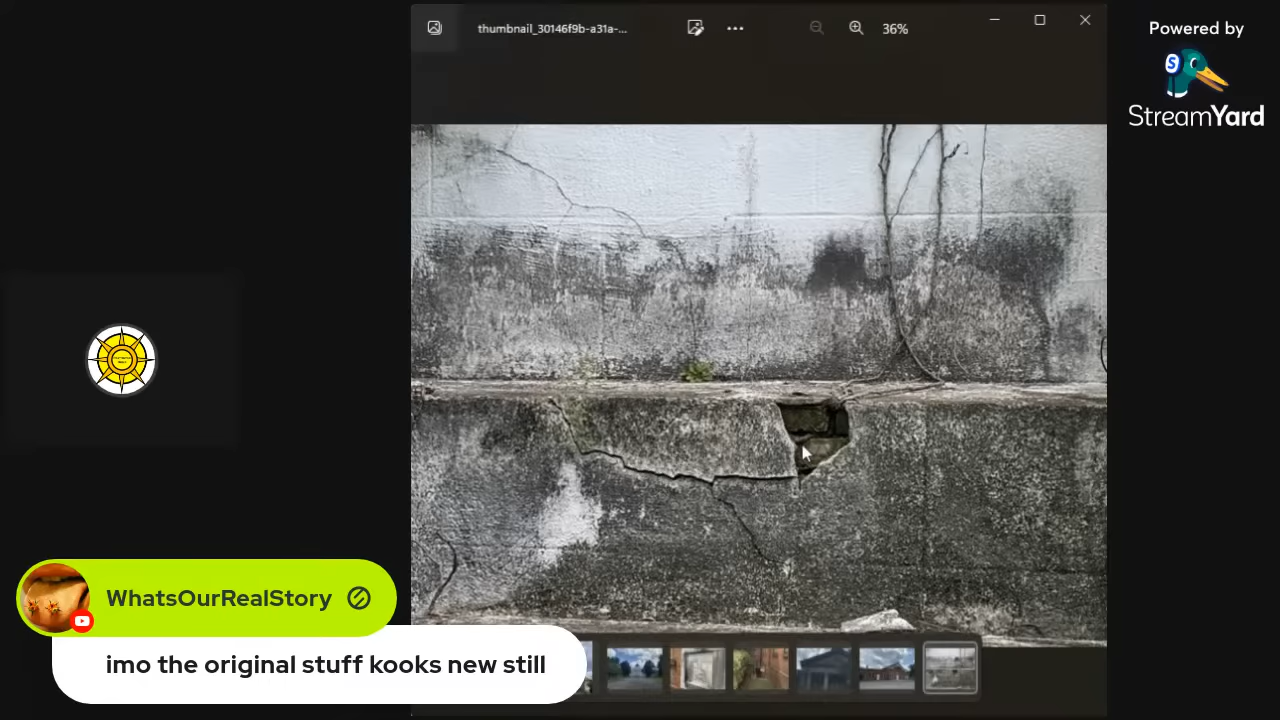 thumbnail_30146f9b-a31a-...
36%
Powered by
StreamYard
WhatsOurRealStory
imo the original stuff kooks new still